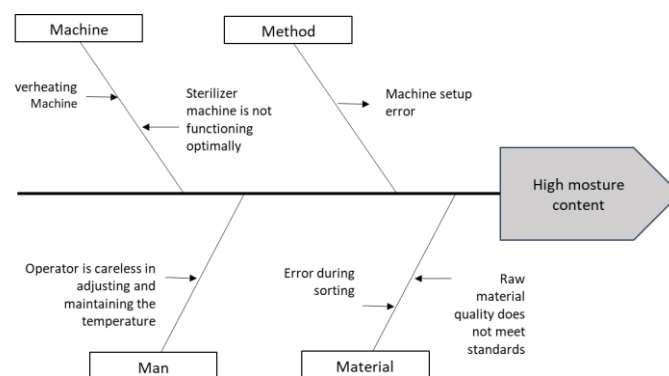 Machine
Method
verheating
Machine
Sterilizer
machine is not
functioning
optimally
Machine setup
error
High mosture
content
Operator is careless in
adjusting and
maintaining the
temperature
Error during
sorting
Raw
material
quality does
not meet
standards
Man
Material